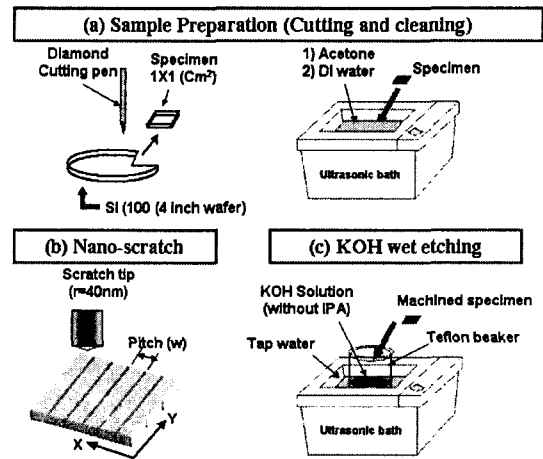 (a) Sample Preparation (Cutting and cleaning)
Diamond
Cutting pen
Specimen
1X1 (Cm²)
Si (100 (4 inch wafer)
1) Acetone
2) DI water
Specimen
Ultrasonic bath
(b) Nano-scratch
Scratch tip
(r=40nm)
Pitch (w)
X
Y
(c) KOH wet etching
KOH Solution
(without IPA)
Machined specimen
Tap water
Teflon beaker
Ultrasonic bath